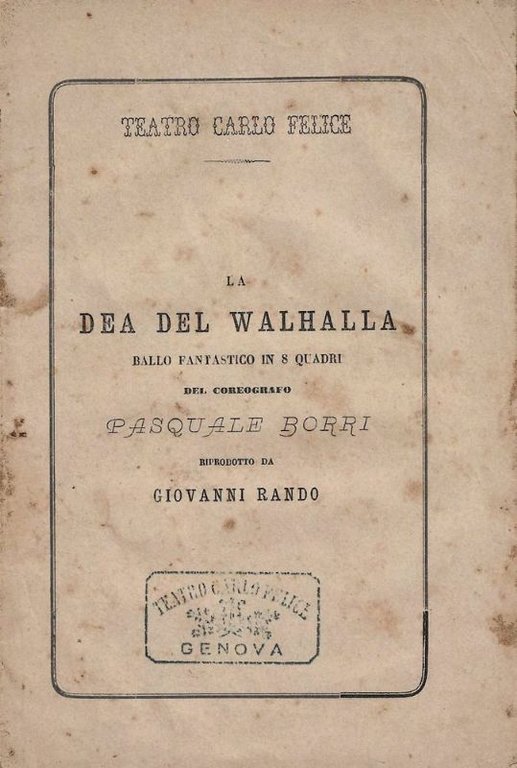 TEATRO CARLO FELICE
LA
DEA DEL WALHALLA
BALLO FANTASTICO IN 8 QUADRI
DEL COREOGRAFO
PASQUALE BORRI
RIPRODOTTO DA
GIOVANNI RANDO
TEATRO CARLO FELICE
GENOVA